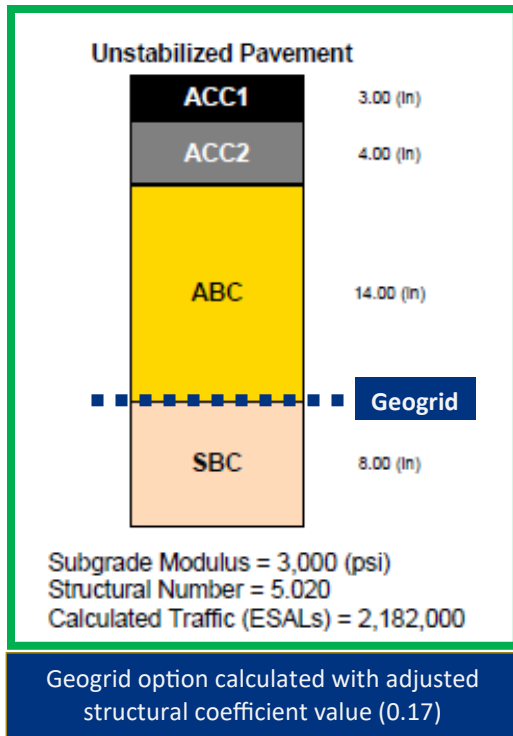 Unstabilized Pavement
ACC1 3.00 (In)
ACC2 4.00 (In)
ABC 14.00 (In)
Geogrid
SBC 8.00 (In)
Subgrade Modulus = 3,000 (psi)
Structural Number = 5.020
Calculated Traffic (ESALs) = 2,182,000
Geogrid option calculated with adjusted
structural coefficient value (0.17)